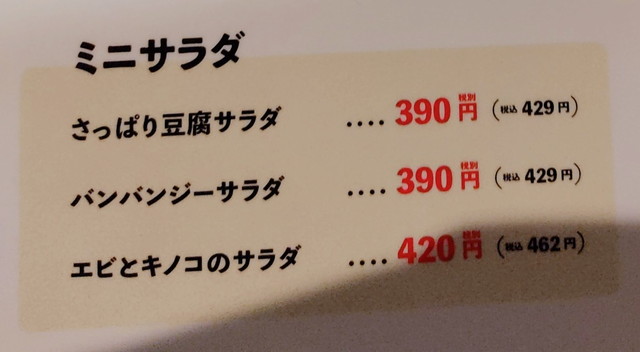 ミニサラダ
さっぱり豆腐サラダ .... 390円 税別 (税込 429円)
バンバンジーサラダ .... 390円 税別 (税込 429円)
エビとキノコのサラダ .... 420円 税別 (税込 462円)